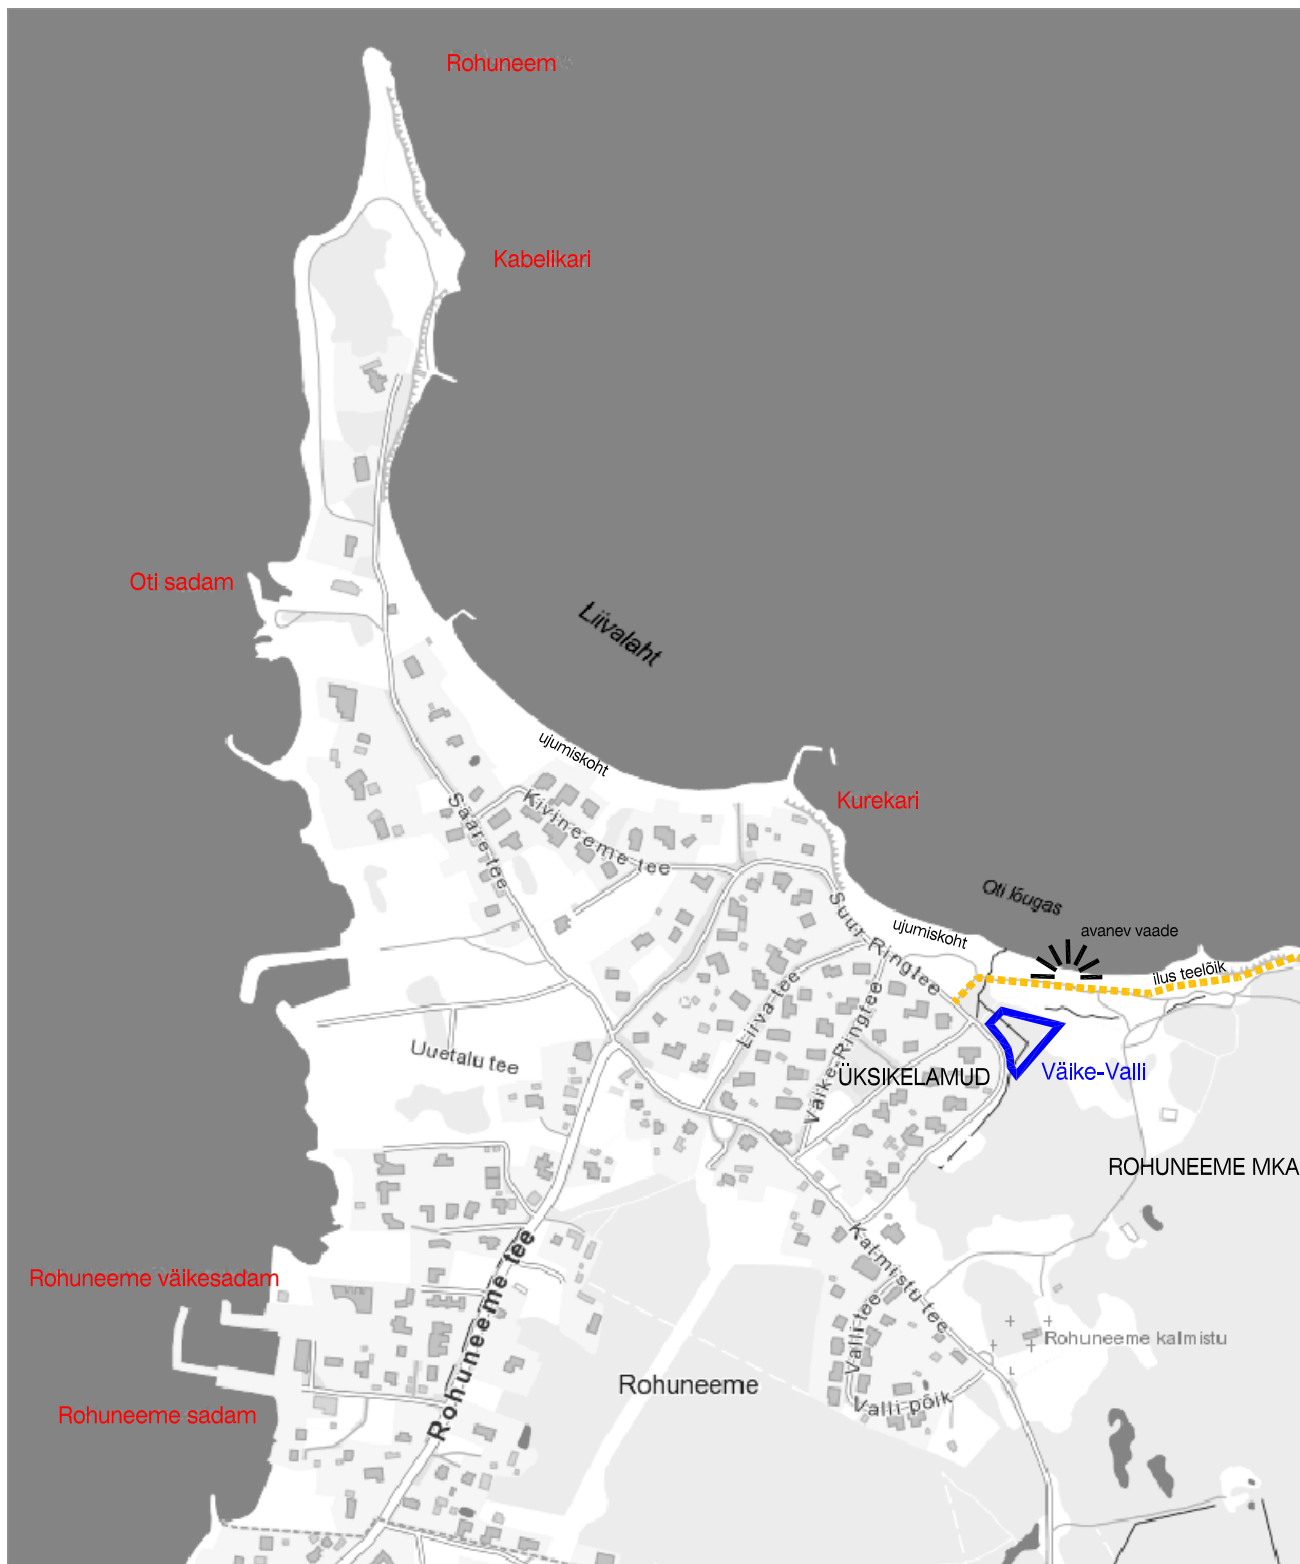 Rohuneem
Kabelikari
Oti sadam
Liivalaht
ujumiskoht
Kurekari
Sääre tee
Kivineeme tee
Oti lõugas
Suur-Ringtee
ujumiskoht
avanev vaade
ilus teelõik
Liiva tee
Väike-Ringtee
Uuetalu tee
ÜKSIKELAMUD
Väike-Valli
ROHUNEEME MKA
Rohuneeme tee
Kalmistu tee
Rohuneeme väikesadam
Valli tee
Rohuneeme kalmistu
Rohuneeme
Valli põik
Rohuneeme sadam